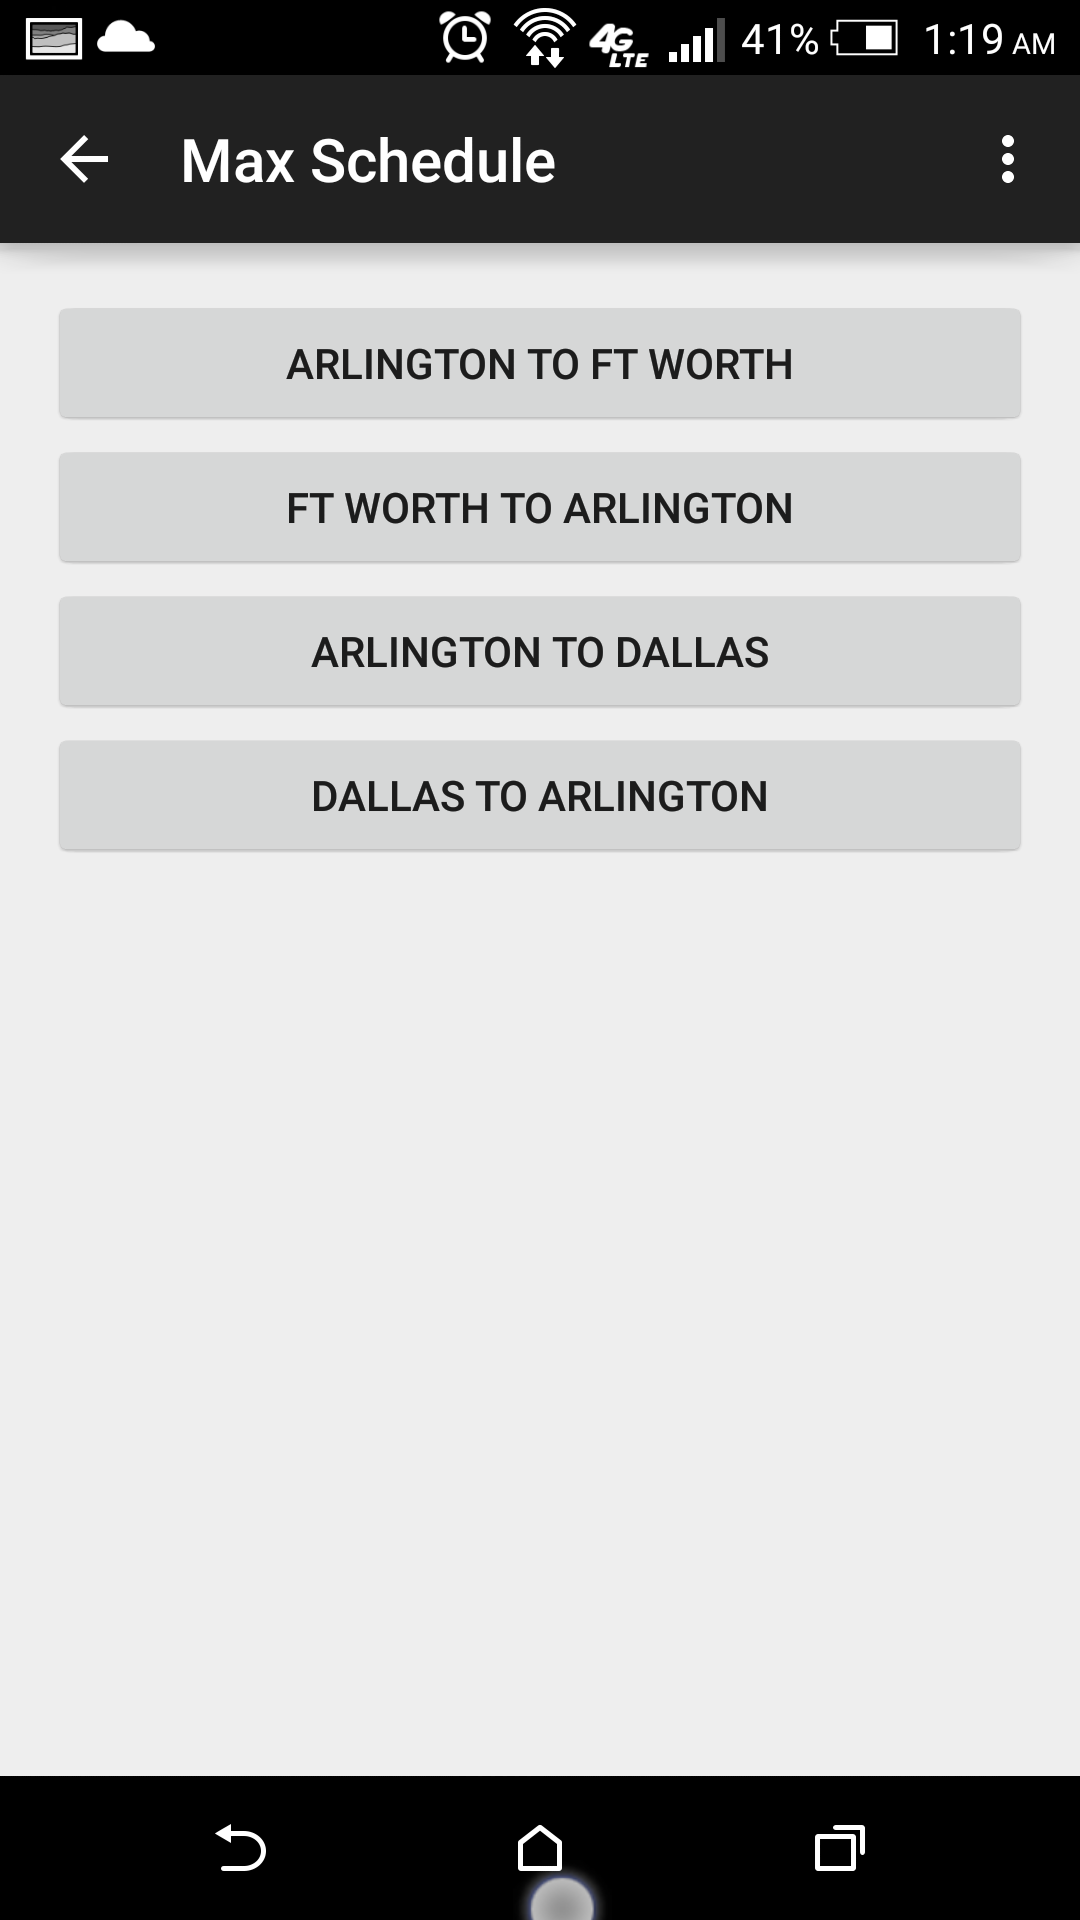 4G LTE 41% 1:19 AM
Max Schedule
ARLINGTON TO FT WORTH
FT WORTH TO ARLINGTON
ARLINGTON TO DALLAS
DALLAS TO ARLINGTON